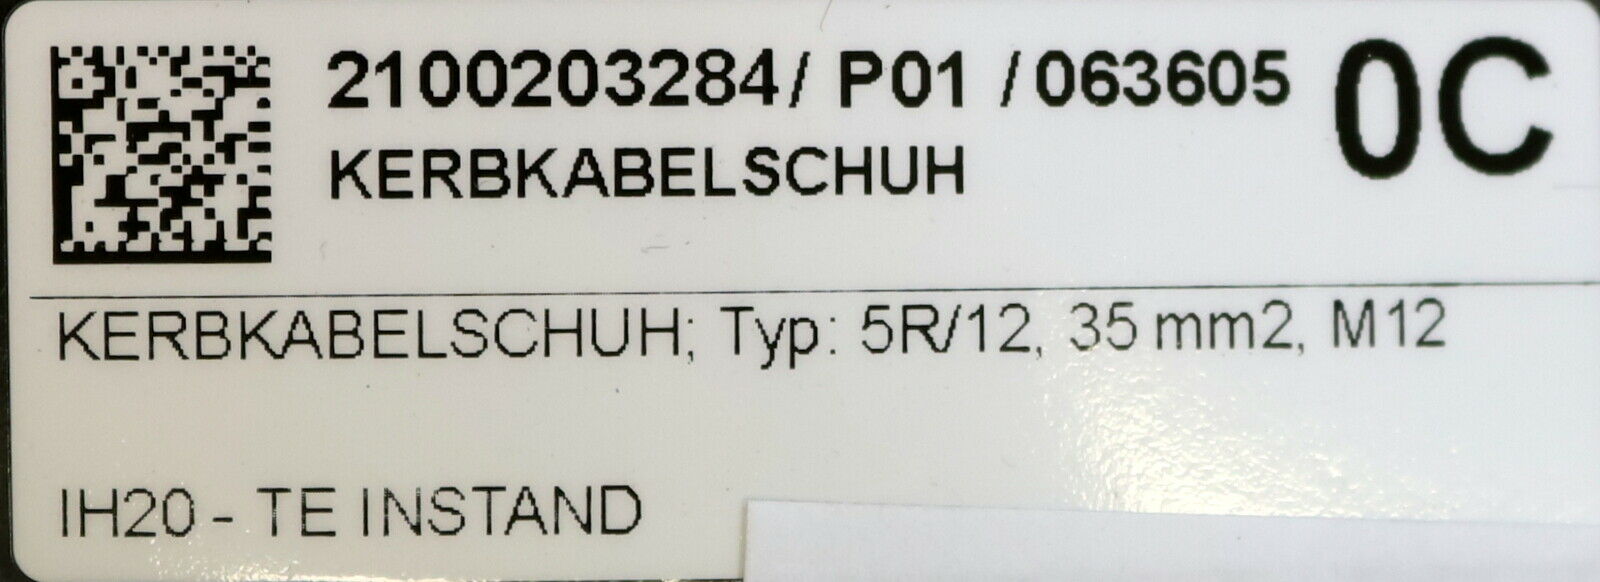 2100203284/ P01 /063605 0C
KERBKABELSCHUH
KERBKABELSCHUH; Typ: 5R/12, 35 mm2, M12
IH20 - TE INSTAND